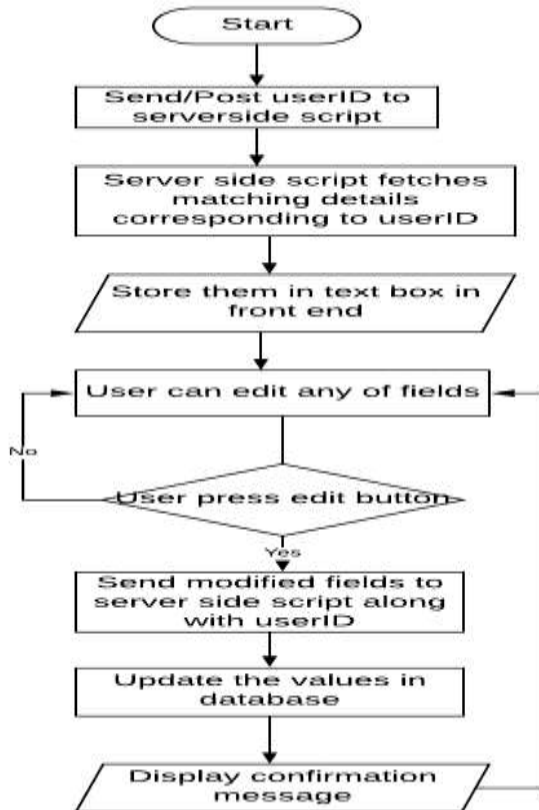 Start
Send/Post userID to
serverside script
Server side script fetches
matching details
corresponding to userID
Store them in text box in
front end
User can edit any of fields
No
User press edit button
Yes
Send modified fields to
server side script along
with userID
Update the values in
database
Display confirmation
message